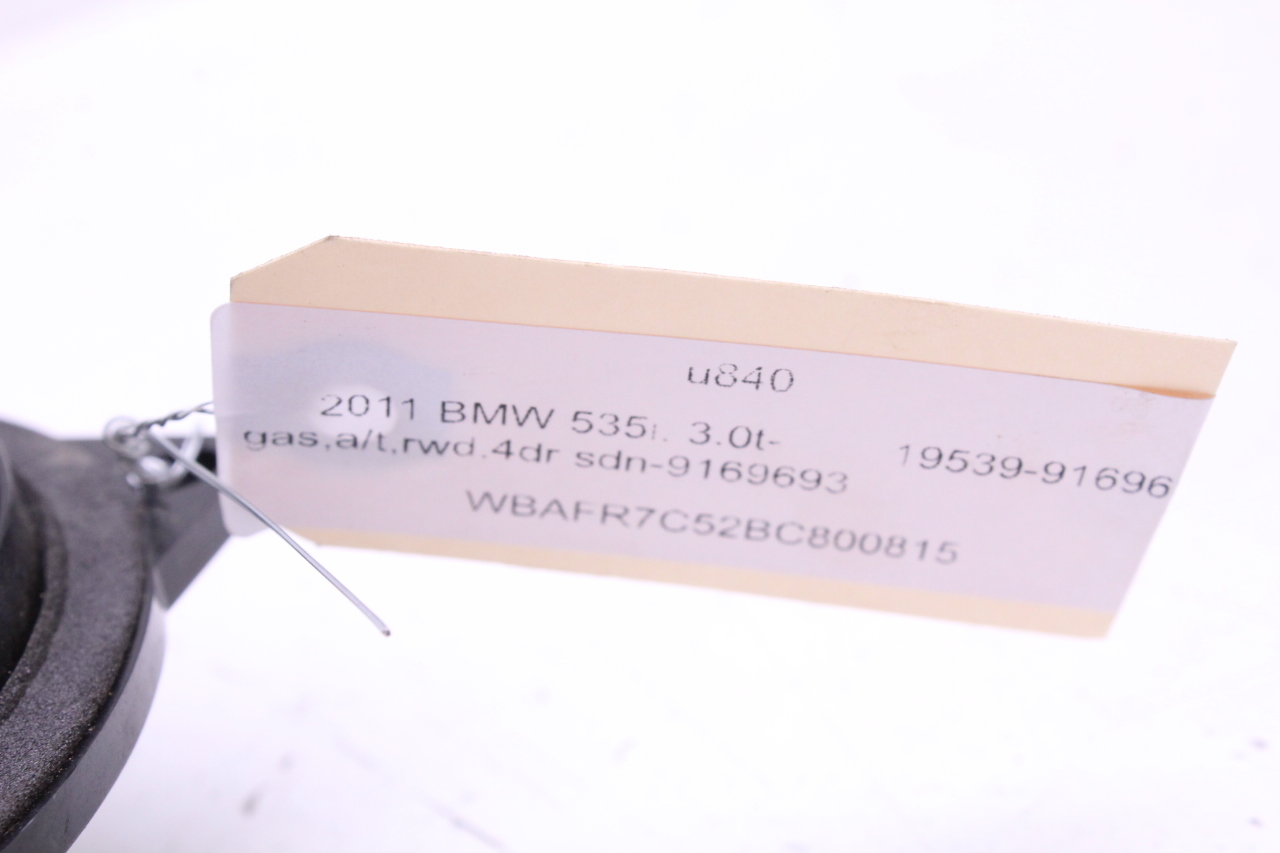 u840
2011 BMW 535i. 3.0t-
gas,a/t,rwd.4dr sdn-9169693
19539-91696
WBAFR7C52BC800815